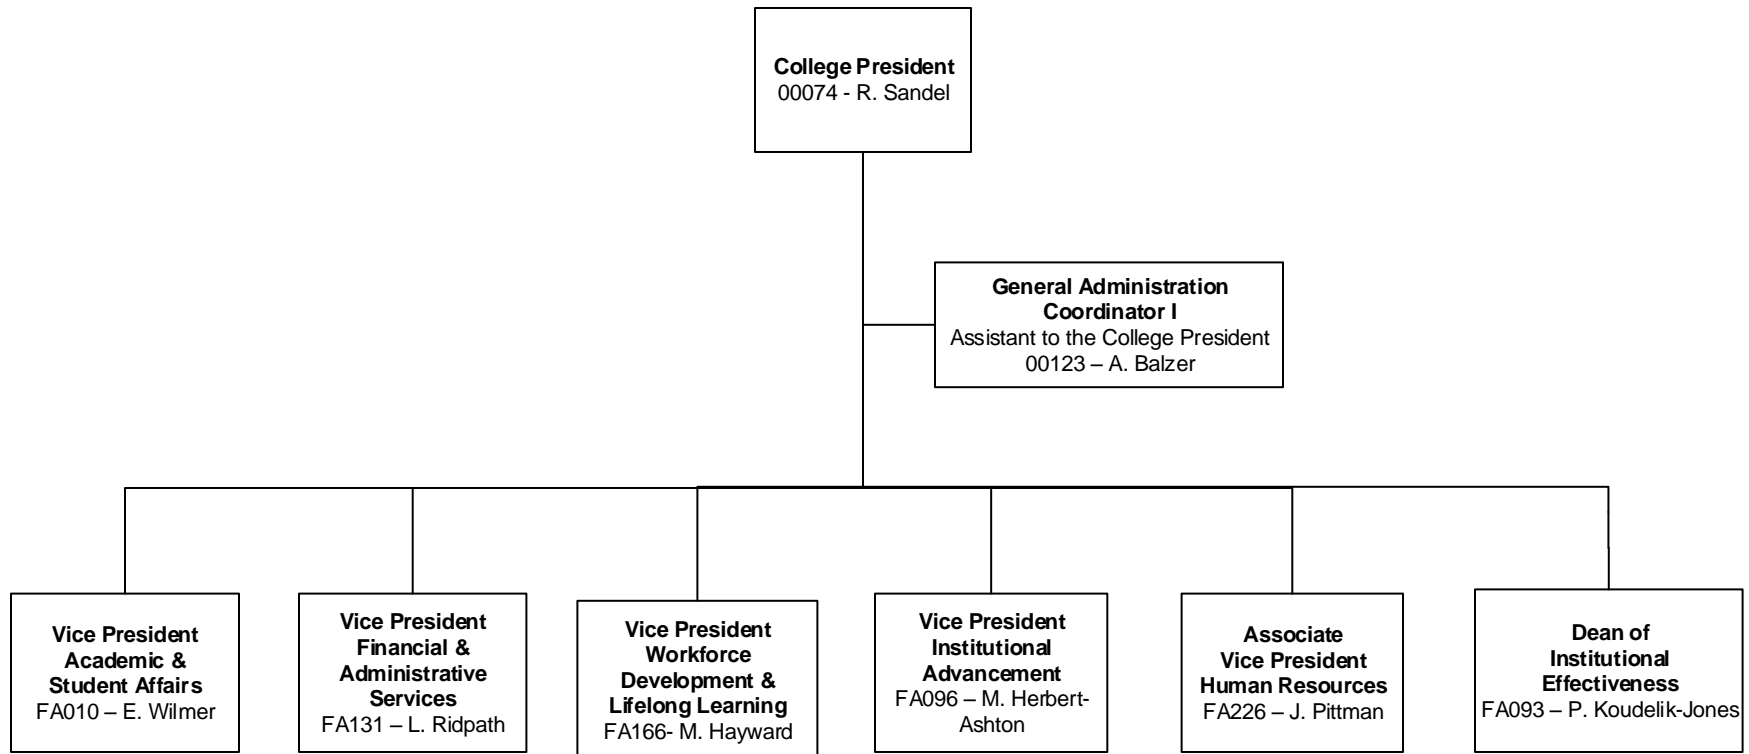 College President
00074 - R. Sandel
General Administration
Coordinator I
Assistant to the College President
00123 – A. Balzer
Vice President
Academic &
Student Affairs
FA010 – E. Wilmer
Vice President
Financial &
Administrative
Services
FA131 – L. Ridpath
Vice President
Workforce
Development &
Lifelong Learning
FA166- M. Hayward
Vice President
Institutional
Advancement
FA096 – M. Herbert-
Ashton
Associate
Vice President
Human Resources
FA226 – J. Pittman
Dean of
Institutional
Effectiveness
FA093 – P. Koudelik-Jones